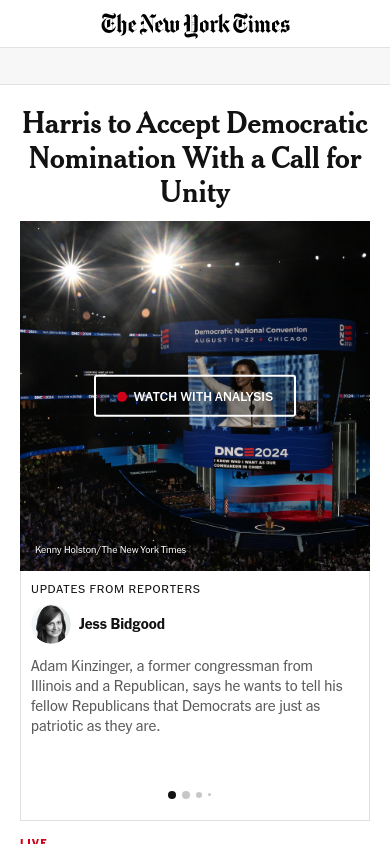 The New York Times
Harris to Accept Democratic
Nomination With a Call for
Unity
Democratic National Convention
AUGUST 19-22 • CHICAGO
WATCH WITH ANALYSIS
DNC2024
I KNOW WHO I WANT AS OUR
COMMANDER IN CHIEF.
Kenny Holston/The New York Times
UPDATES FROM REPORTERS
Jess Bidgood
Adam Kinzinger, a former congressman from
Illinois and a Republican, says he wants to tell his
fellow Republicans that Democrats are just as
patriotic as they are.
LIVE